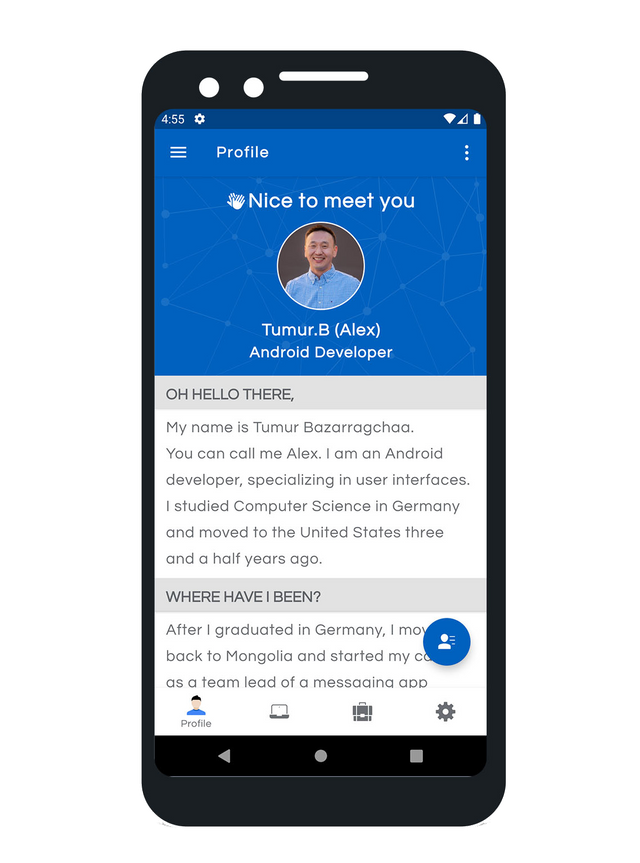 4:55
Profile
Nice to meet you
Tumur.B (Alex)
Android Developer
OH HELLO THERE,
My name is Tumur Bazarragchaa.
You can call me Alex. I am an Android
developer, specializing in user interfaces.
I studied Computer Science in Germany
and moved to the United States three
and a half years ago.
WHERE HAVE I BEEN?
After I graduated in Germany, I
back to Mongolia and started my
as a team lead of a messaging app
Profile